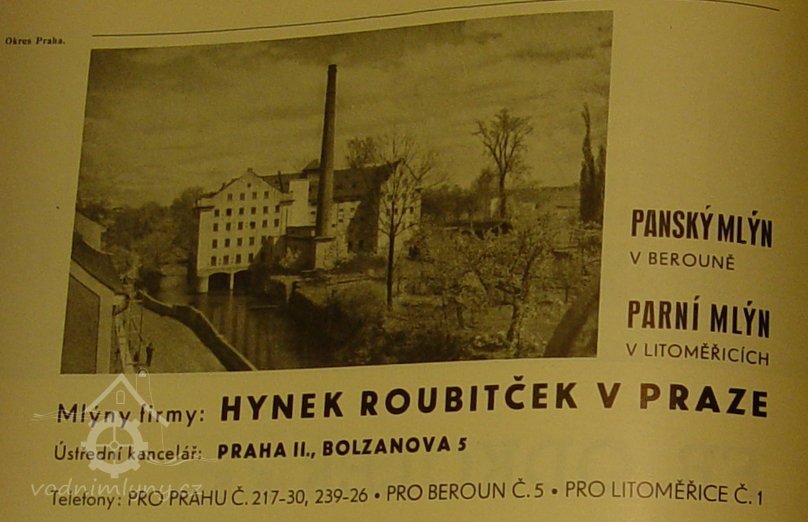 Okres Praha.
PANSKÝ MLÝN
V BEROUNĚ
PARNÍ MLÝN
V LITOMĚŘICÍCH
Mlýny firmy: HYNEK ROUBITČEK V PRAZE
Ústřední kancelář: PRAHA II., BOLZANOVA 5
vodnimlyny.cz
Telefony: PRO PRAHU Č. 217-30, 239-26 • PRO BEROUN Č. 5 • PRO LITOMĚŘICE Č. 1